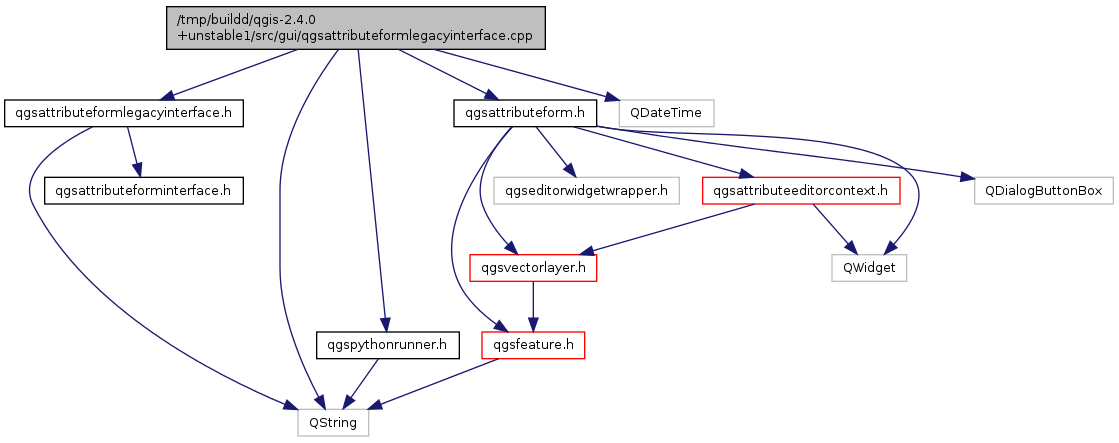 /tmp/buildd/qgis-2.4.0
+unstable1/src/gui/qgsattributeformlegacyinterface.cpp
qgsattributeformlegacyinterface.h
qgsattributeform.h
QDateTime
qgsattributeforminterface.h
qgseditorwidgetwrapper.h
qgsattributeeditorcontext.h
QDialogButtonBox
qgsvectorlayer.h
QWidget
qgspythonrunner.h
qgsfeature.h
QString